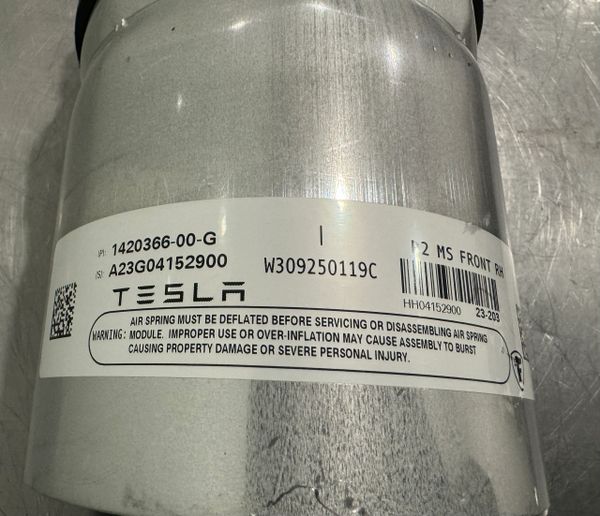 (P): 1420366-00-G
(S): A23G04152900
TESLA
W309250119C
MS FRONT RH
HH04152900 23-203
WARNING: AIR SPRING MUST BE DEFLATED BEFORE SERVICING OR DISASSEMBLING AIR SPRING
MODULE. IMPROPER USE OR OVER-INFLATION MAY CAUSE ASSEMBLY TO BURST
CAUSING PROPERTY DAMAGE OR SEVERE PERSONAL INJURY.